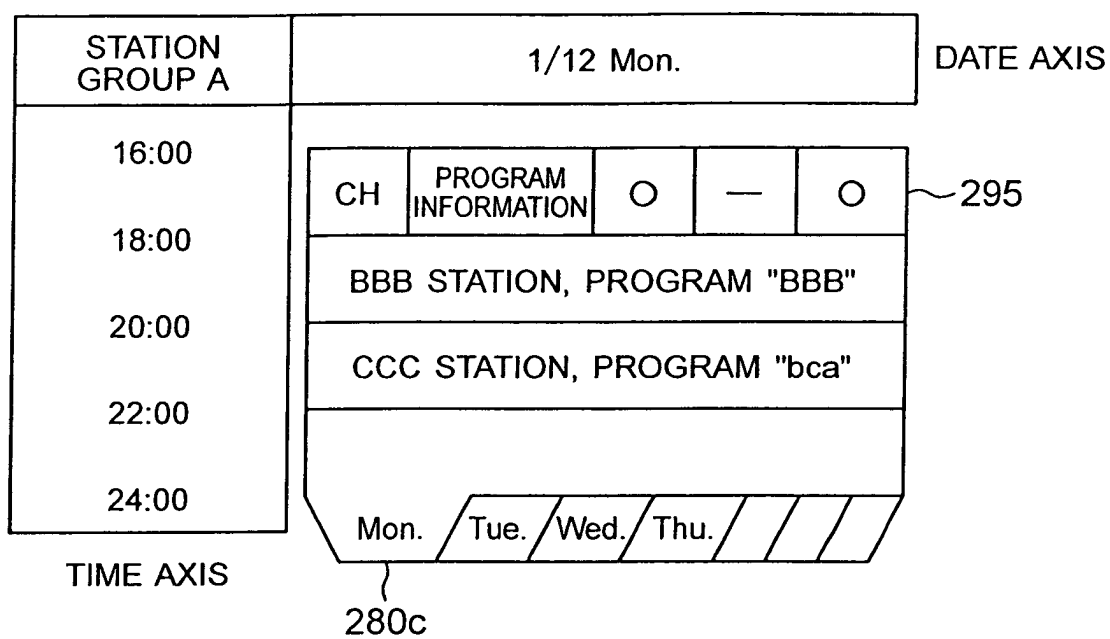 STATION
GROUP A
1/12 Mon.
DATE AXIS
16:00
18:00
20:00
22:00
24:00
TIME AXIS
CH
PROGRAM
INFORMATION
○
—
○
295
BBB STATION, PROGRAM "BBB"
CCC STATION, PROGRAM "bca"
Mon.
Tue.
Wed.
Thu.
280c